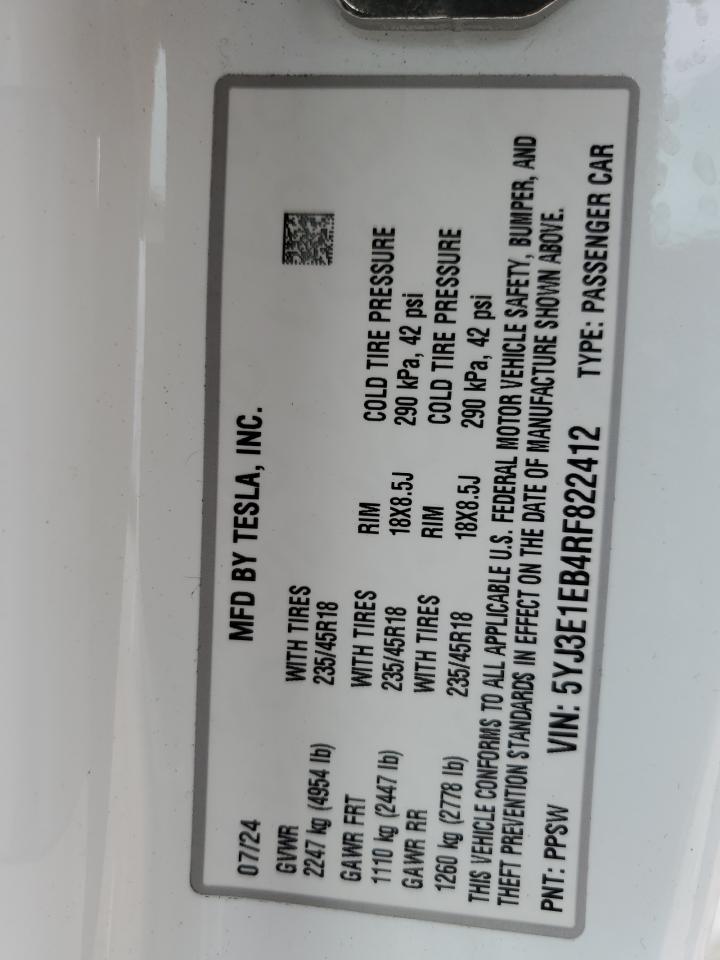 07/24 MFD BY TESLA, INC.
GVWR WITH TIRES
2247 kg (4954 lb) 235/45R18
GAWR FRT WITH TIRES RIM COLD TIRE PRESSURE
1110 kg (2447 lb) 235/45R18 18X8.5J 290 kPa, 42 psi
GAWR RR WITH TIRES RIM COLD TIRE PRESSURE
1260 kg (2778 lb) 235/45R18 18X8.5J 290 kPa, 42 psi
THIS VEHICLE CONFORMS TO ALL APPLICABLE U.S. FEDERAL MOTOR VEHICLE SAFETY, BUMPER, AND
THEFT PREVENTION STANDARDS IN EFFECT ON THE DATE OF MANUFACTURE SHOWN ABOVE.
PNT: PPSW VIN: 5YJ3E1EB4RF822412 TYPE: PASSENGER CAR